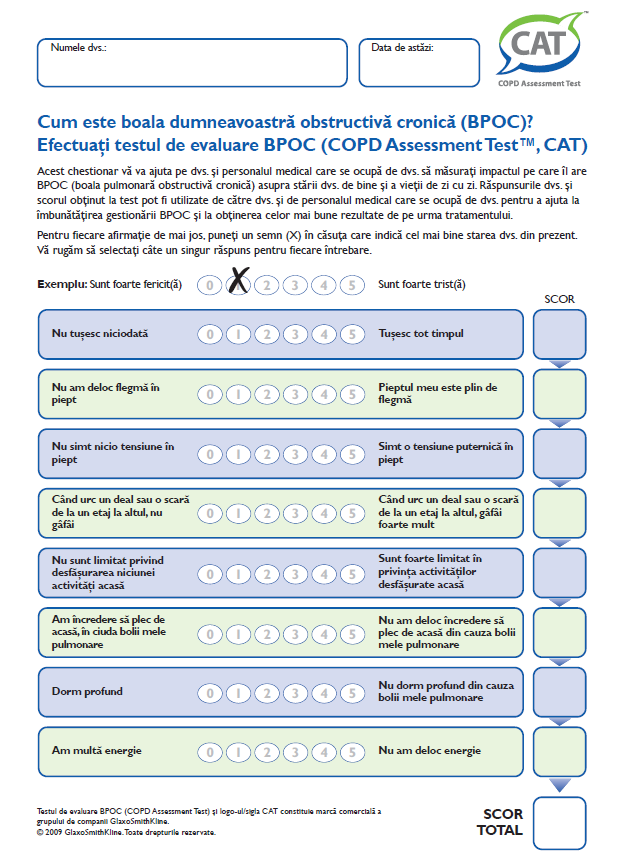 Numele dvs.:
Data de astăzi:
CAT™
COPD Assessment Test
Cum este boala dumneavoastră obstructivă cronică (BPOC)?
Efectuați testul de evaluare BPOC (COPD Assessment Test™, CAT)
Acest chestionar vă va ajuta pe dvs. și personalul medical care se ocupă de dvs. să măsurați impactul pe care îl are
BPOC (boala pulmonară obstructivă cronică) asupra stării dvs. de bine și a vieții de zi cu zi. Răspunsurile dvs. și
scorul obținut la test pot fi utilizate de către dvs. și de personalul medical care se ocupă de dvs. pentru a ajuta la
îmbunătățirea gestionării BPOC și la obținerea celor mai bune rezultate de pe urma tratamentului.
Pentru fiecare afirmație de mai jos, puneți un semn (X) în căsuța care indică cel mai bine starea dvs. din prezent.
Vă rugăm să selectați câte un singur răspuns pentru fiecare întrebare.
Exemplu: Sunt foarte fericit(ă) 0 X 2 3 4 5 Sunt foarte trist(ă)
SCOR
Nu tușesc niciodată 0 1 2 3 4 5 Tușesc tot timpul
Nu am deloc flegmă în
piept
0 1 2 3 4 5
Pieptul meu este plin de
flegmă
Nu simt nicio tensiune în
piept
0 1 2 3 4 5
Simt o tensiune puternică în
piept
Când urc un deal sau o scară
de la un etaj la altul, nu
gâfâi
0 1 2 3 4 5
Când urc un deal sau o scară
de la un etaj la altul, gâfâi
foarte mult
Nu sunt limitat privind
desfășurarea niciunei
activități acasă
0 1 2 3 4 5
Sunt foarte limitat în
privința activităților
desfășurate acasă
Am încredere să plec de
acasă, în ciuda bolii mele
pulmonare
0 1 2 3 4 5
Nu am deloc încredere să
plec de acasă din cauza bolii
mele pulmonare
Dorm profund
0 1 2 3 4 5
Nu dorm profund din cauza
bolii mele pulmonare
Am multă energie 0 1 2 3 4 5 Nu am deloc energie
Testul de evaluare BPOC (COPD Assessment Test) și logo-ul/sigla CAT constituie marcă comercială a
grupului de companii GlaxoSmithKline.
© 2009 GlaxoSmithKline. Toate drepturile rezervate.
SCOR
TOTAL